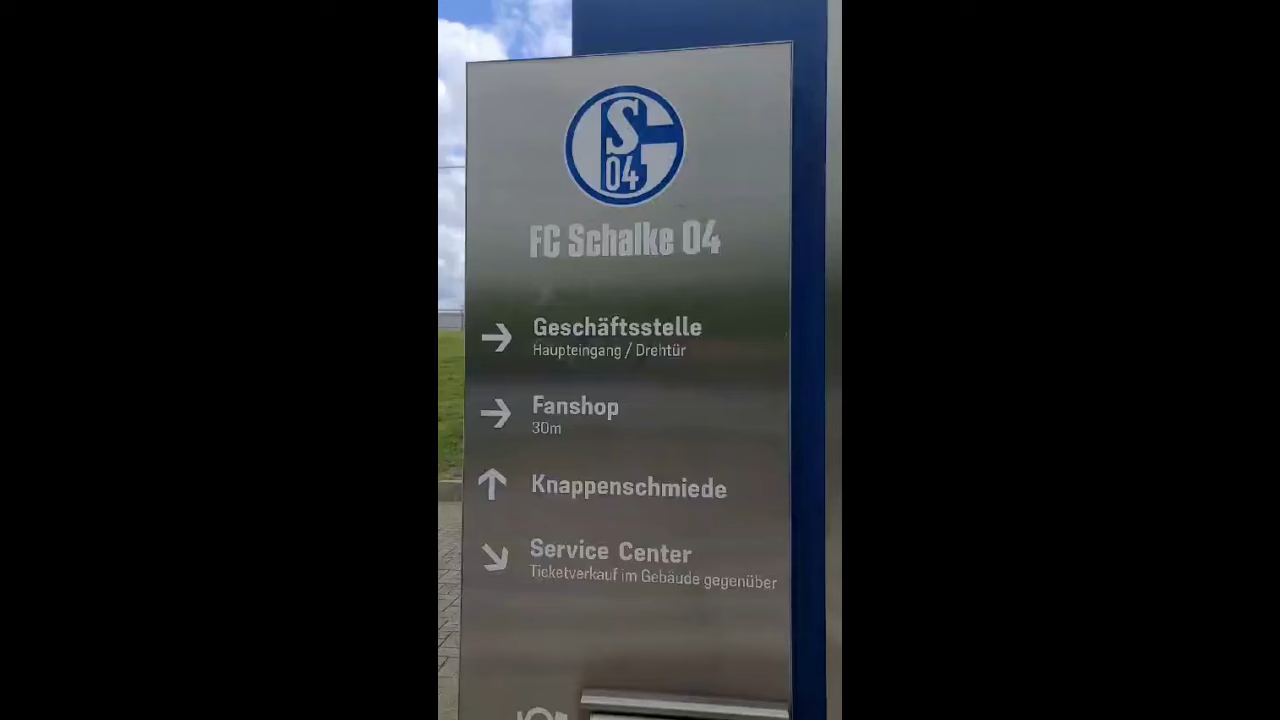 S
04
FC Schalke 04
Geschäftsstelle
Haupteingang / Drehtür
Fanshop
30m
Knappenschmiede
Service Center
Ticketverkauf im Gebäude gegenüber